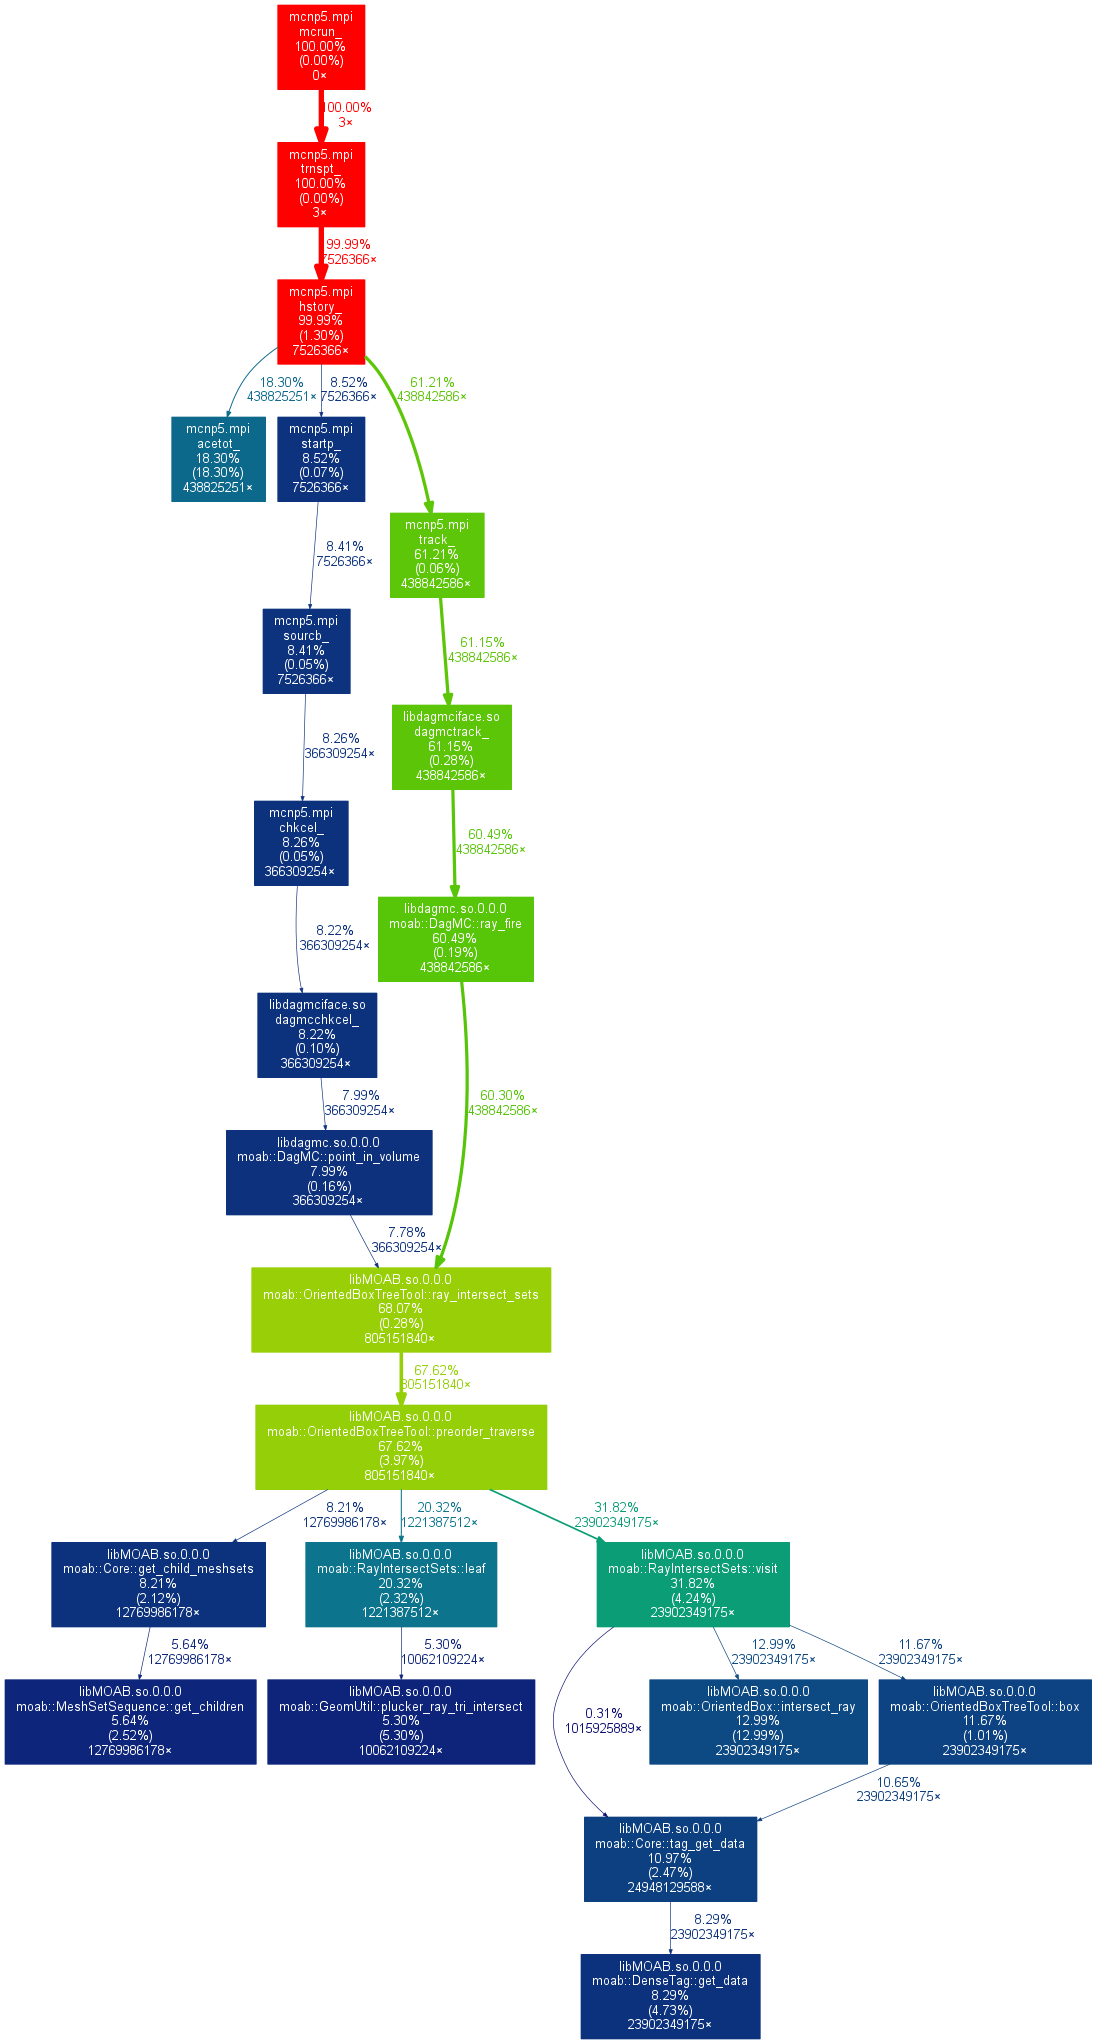 mcnp5.mpi
mcrun_
100.00%
(0.00%)
0×
100.00%
3×
mcnp5.mpi
trnspt_
100.00%
(0.00%)
3×
99.99%
7526366×
mcnp5.mpi
hstory_
99.99%
(1.30%)
7526366×
18.30%
438825251×
8.52%
7526366×
61.21%
438842586×
mcnp5.mpi
acetot_
18.30%
(18.30%)
438825251×
mcnp5.mpi
startp_
8.52%
(0.07%)
7526366×
mcnp5.mpi
track_
61.21%
(0.06%)
438842586×
8.41%
7526366×
mcnp5.mpi
sourcb_
8.41%
(0.05%)
7526366×
61.15%
438842586×
libdagmciface.so
dagmctrack_
61.15%
(0.28%)
438842586×
8.26%
366309254×
mcnp5.mpi
chkcel_
8.26%
(0.05%)
366309254×
60.49%
438842586×
libdagmc.so.0.0.0
moab::DagMC::ray_fire
60.49%
(0.19%)
438842586×
8.22%
366309254×
libdagmciface.so
dagmcchkcel_
8.22%
(0.10%)
366309254×
7.99%
366309254×
60.30%
438842586×
libdagmc.so.0.0.0
moab::DagMC::point_in_volume
7.99%
(0.16%)
366309254×
7.78%
366309254×
libMOAB.so.0.0.0
moab::OrientedBoxTreeTool::ray_intersect_sets
68.07%
(0.28%)
805151840×
67.62%
805151840×
libMOAB.so.0.0.0
moab::OrientedBoxTreeTool::preorder_traverse
67.62%
(3.97%)
805151840×
8.21%
12769986178×
20.32%
1221387512×
31.82%
23902349175×
libMOAB.so.0.0.0
moab::Core::get_child_meshsets
8.21%
(2.12%)
12769986178×
libMOAB.so.0.0.0
moab::RayIntersectSets::leaf
20.32%
(2.32%)
1221387512×
libMOAB.so.0.0.0
moab::RayIntersectSets::visit
31.82%
(4.24%)
23902349175×
5.64%
12769986178×
5.30%
10062109224×
12.99%
23902349175×
11.67%
23902349175×
libMOAB.so.0.0.0
moab::MeshSetSequence::get_children
5.64%
(2.52%)
12769986178×
libMOAB.so.0.0.0
moab::GeomUtil::plucker_ray_tri_intersect
5.30%
(5.30%)
10062109224×
0.31%
1015925889×
libMOAB.so.0.0.0
moab::OrientedBox::intersect_ray
12.99%
(12.99%)
23902349175×
libMOAB.so.0.0.0
moab::OrientedBoxTreeTool::box
11.67%
(1.01%)
23902349175×
10.65%
23902349175×
libMOAB.so.0.0.0
moab::Core::tag_get_data
10.97%
(2.47%)
24948129588×
8.29%
23902349175×
libMOAB.so.0.0.0
moab::DenseTag::get_data
8.29%
(4.73%)
23902349175×